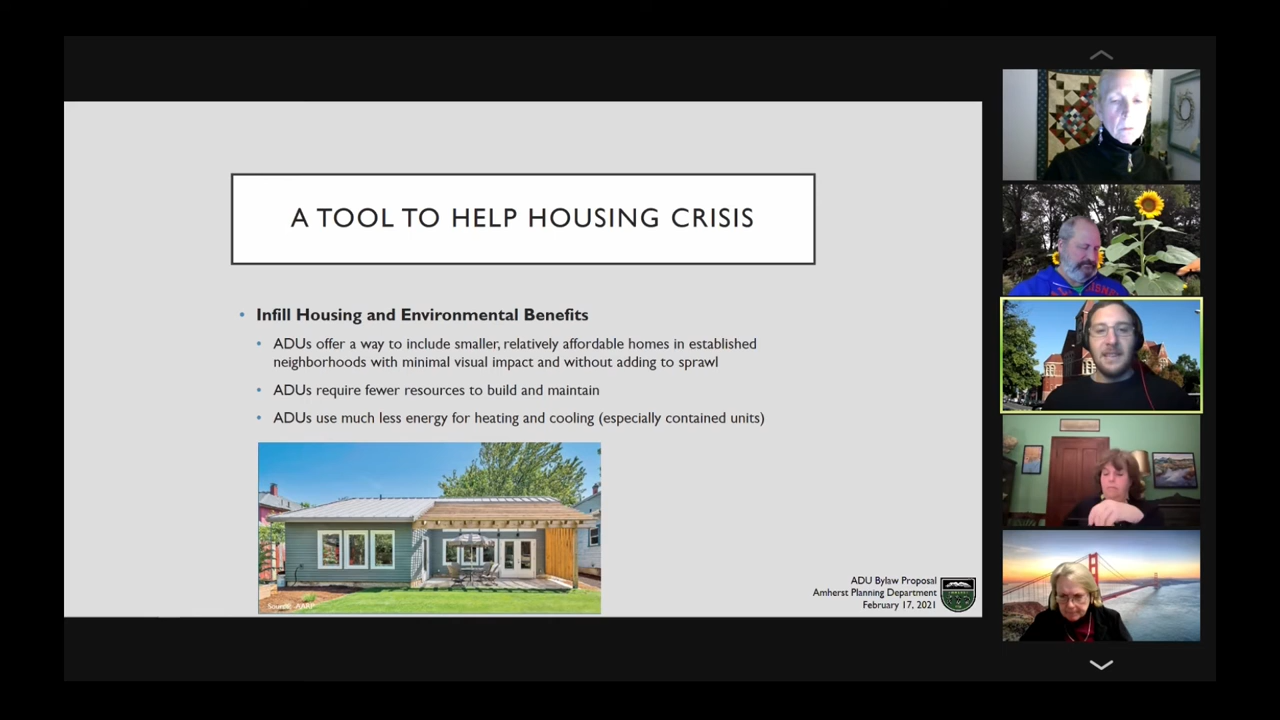 A TOOL TO HELP HOUSING CRISIS
• Infill Housing and Environmental Benefits
• ADUs offer a way to include smaller, relatively affordable homes in established
neighborhoods with minimal visual impact and without adding to sprawl
• ADUs require fewer resources to build and maintain
• ADUs use much less energy for heating and cooling (especially contained units)
Source: AARP
ADU Bylaw Proposal
Amherst Planning Department
February 17, 2021